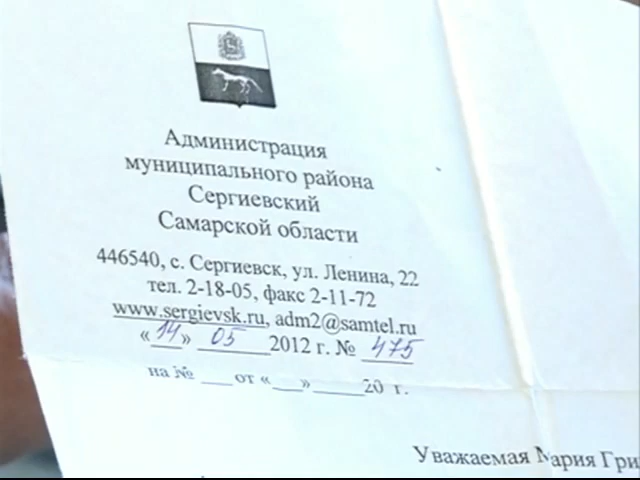 Администрация
муниципального района
Сергиевский
Самарской области
446540, с. Сергиевск, ул. Ленина, 22
тел. 2-18-05, факс 2-11-72
www.sergievsk.ru, adm2@samtel.ru
«14» 05 2012 г. № 475
на № ___ от «___» _____20 г.
Уважаемая Мария